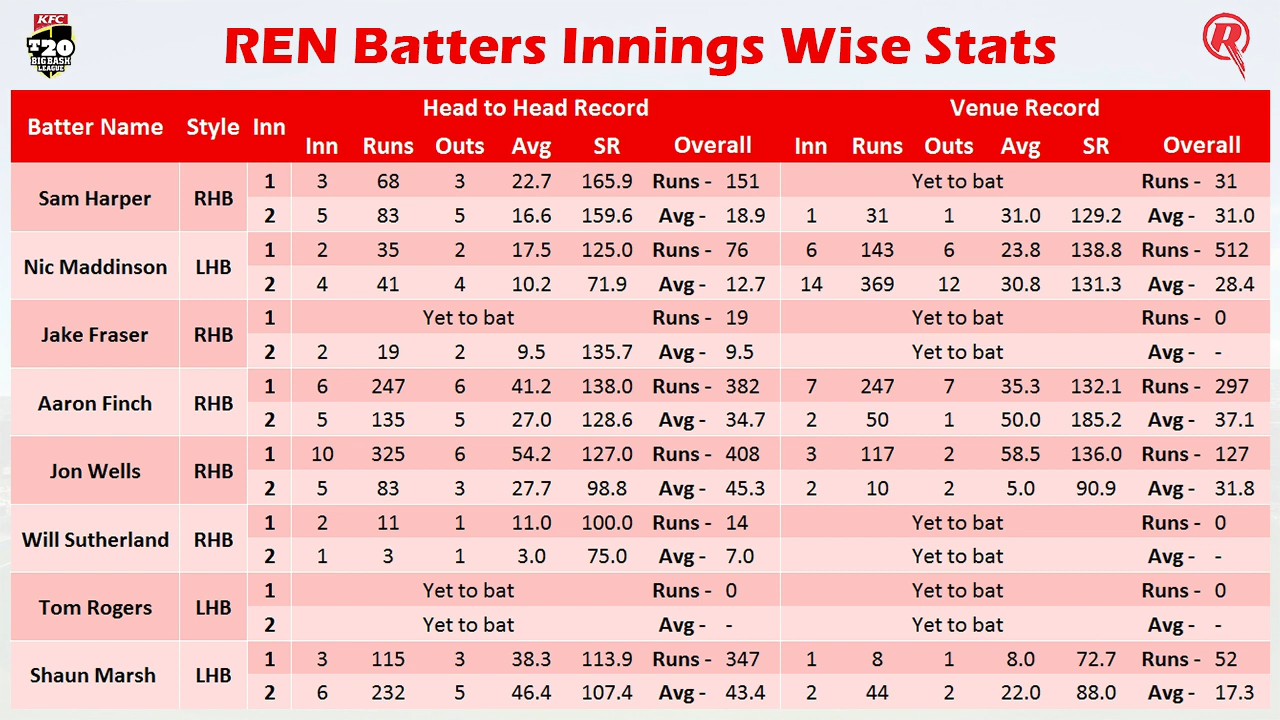 KFC
T20
BIG BASH
LEAGUE
REN Batters Innings Wise Stats
R
Batter Name Style Inn Head to Head Record Venue Record
Inn Runs Outs Avg SR Overall Inn Runs Outs Avg SR Overall
Sam Harper RHB
1 3 68 3 22.7 165.9 Runs - 151 Yet to bat Runs - 31
2 5 83 5 16.6 159.6 Avg - 18.9 1 31 1 31.0 129.2 Avg - 31.0
Nic Maddinson LHB
1 2 35 2 17.5 125.0 Runs - 76 6 143 6 23.8 138.8 Runs - 512
2 4 41 4 10.2 71.9 Avg - 12.7 14 369 12 30.8 131.3 Avg - 28.4
Jake Fraser RHB
1 Yet to bat Runs - 19 Yet to bat Runs - 0
2 2 19 2 9.5 135.7 Avg - 9.5 Yet to bat Avg - -
Aaron Finch RHB
1 6 247 6 41.2 138.0 Runs - 382 7 247 7 35.3 132.1 Runs - 297
2 5 135 5 27.0 128.6 Avg - 34.7 2 50 1 50.0 185.2 Avg - 37.1
Jon Wells RHB
1 10 325 6 54.2 127.0 Runs - 408 3 117 2 58.5 136.0 Runs - 127
2 5 83 3 27.7 98.8 Avg - 45.3 2 10 2 5.0 90.9 Avg - 31.8
Will Sutherland RHB
1 2 11 1 11.0 100.0 Runs - 14 Yet to bat Runs - 0
2 1 3 1 3.0 75.0 Avg - 7.0 Yet to bat Avg - -
Tom Rogers LHB
1 Yet to bat Runs - 0 Yet to bat Runs - 0
2 Yet to bat Avg - - Yet to bat Avg - -
Shaun Marsh LHB
1 3 115 3 38.3 113.9 Runs - 347 1 8 1 8.0 72.7 Runs - 52
2 6 232 5 46.4 107.4 Avg - 43.4 2 44 2 22.0 88.0 Avg - 17.3